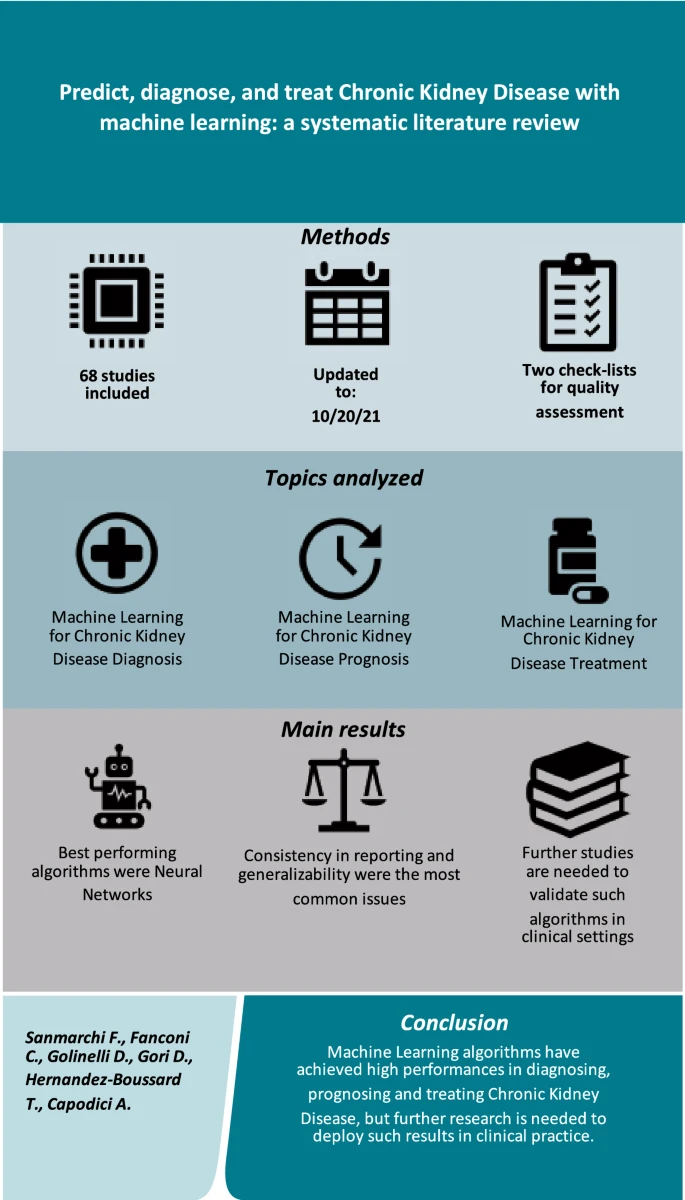 Predict, diagnose, and treat Chronic Kidney Disease with
machine learning: a systematic literature review
Methods
68 studies
included
Updated
to:
10/20/21
Two check-lists
for quality
assessment
Topics analyzed
Machine Learning
for Chronic Kidney
Disease Diagnosis
Machine Learning
for Chronic Kidney
Disease Prognosis
Machine Learning for
Chronic Kidney
Disease Treatment
Main results
Best performing
algorithms were Neural
Networks
Consistency in reporting and
generalizability were the most
common issues
Further studies
are needed to
validate such
algorithms in
clinical settings
Sanmarchi F., Fanconi
C., Golinelli D., Gori D.,
Hernandez-Boussard
T., Capodici A.
Conclusion
Machine Learning algorithms have
achieved high performances in diagnosing,
prognosing and treating Chronic Kidney
Disease, but further research is needed to
deploy such results in clinical practice.